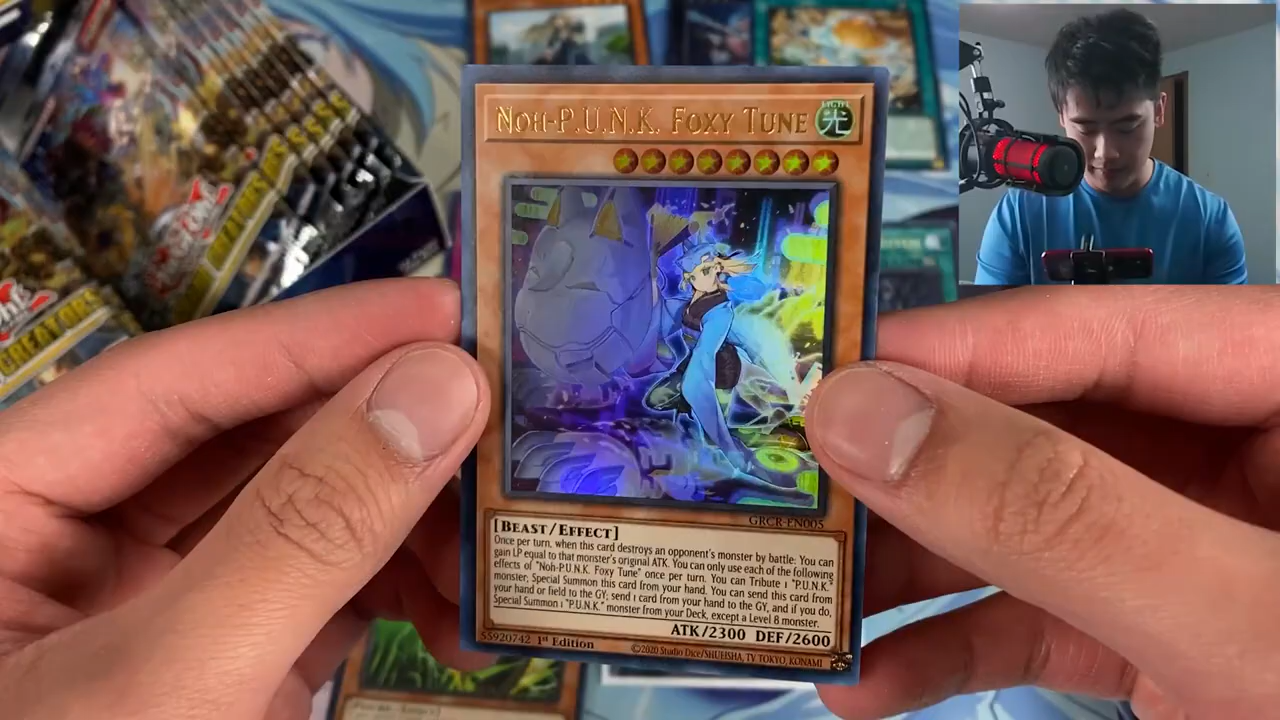 Noh-P.U.N.K. Foxy Tune
LIGHT
光
GRCR-EN005
[Beast/Effect]
Once per turn, when this card destroys an opponent's monster by battle: You can
gain LP equal to that monster's original ATK. You can only use each of the following
effects of "Noh-P.U.N.K. Foxy Tune" once per turn. You can Tribute 1 "P.U.N.K."
monster; Special Summon this card from your hand. You can send this card from
your hand or field to the GY; send 1 card from your hand to the GY, and if you do,
Special Summon 1 "P.U.N.K." monster from your Deck, except a Level 8 monster.
ATK/2300 DEF/2600
55920742 1st Edition
©2020 Studio Dice/SHUEISHA, TV TOKYO, KONAMI
CREATORS